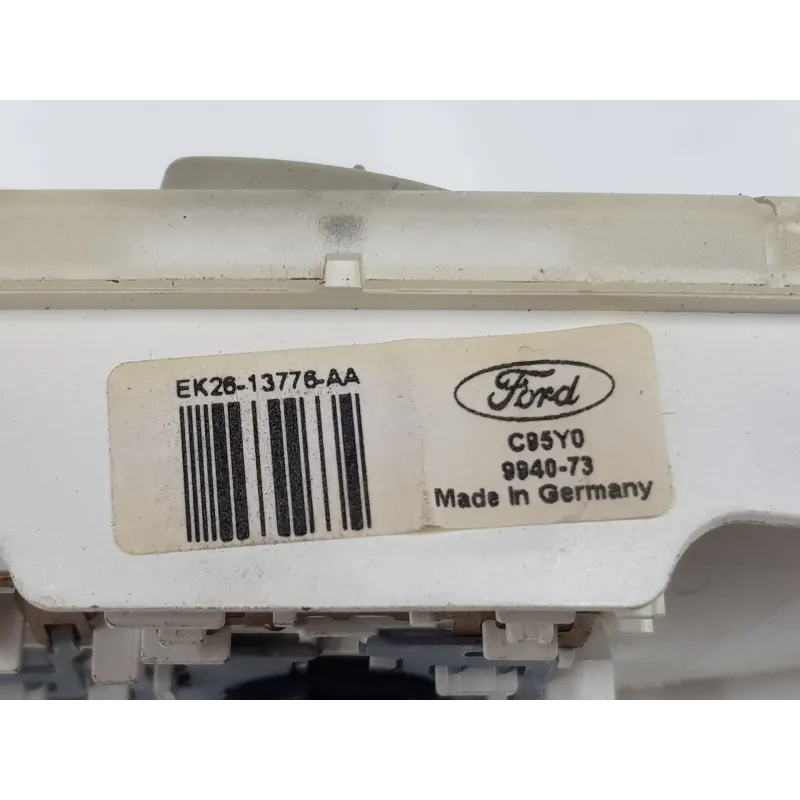 EK26-13776-AA
Ford
C95Y0
9940-73
Made In Germany